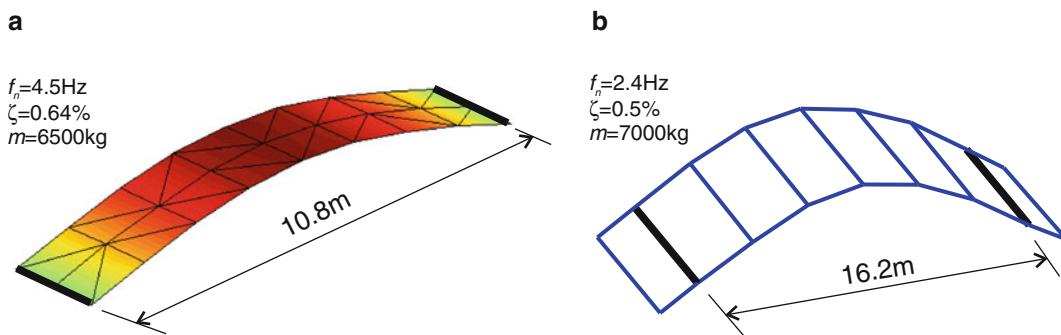 a
fn=4.5Hz
ζ=0.64%
m=6500kg
10.8m
b
fn=2.4Hz
ζ=0.5%
m=7000kg
16.2m